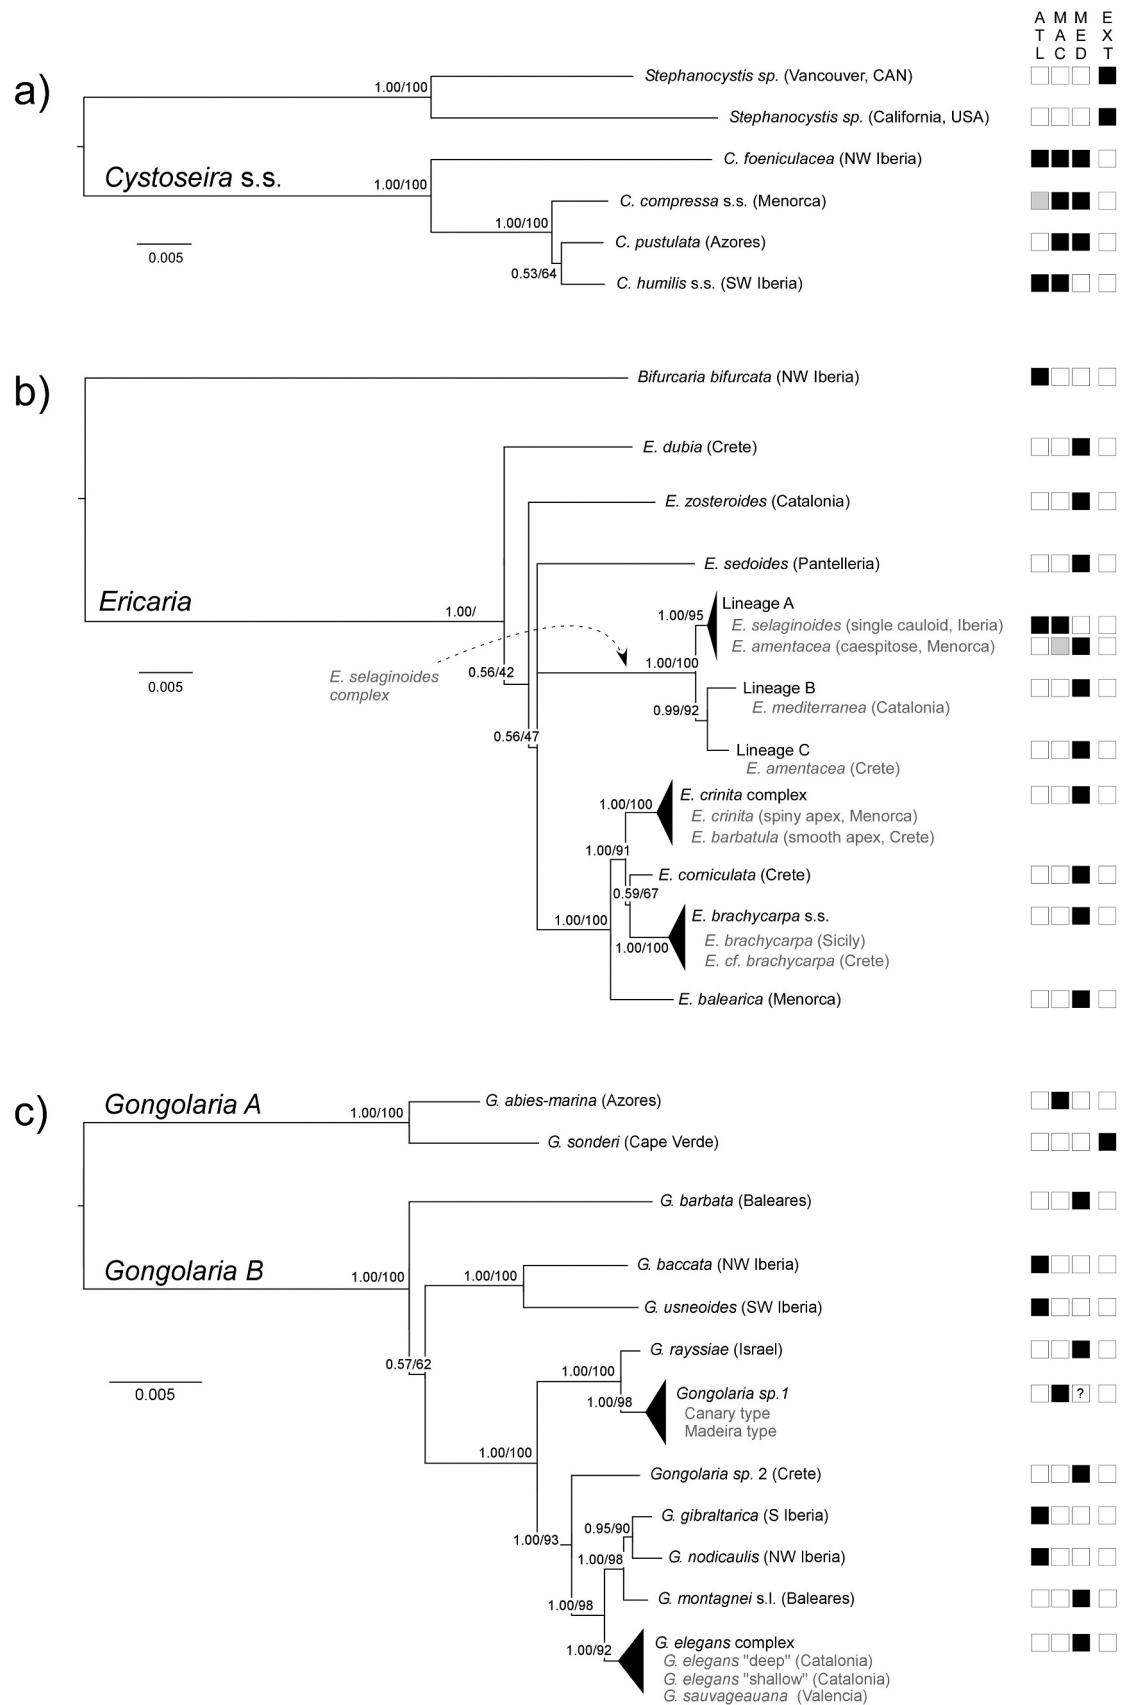 A M M E
T A E X
L C D T
a)
Stephanocystis sp. (Vancouver, CAN)
1.00/100
Stephanocystis sp. (California, USA)
C. foeniculacea (NW Iberia)
Cystoseira s.s.
1.00/100
C. compressa s.s. (Menorca)
1.00/100
C. pustulata (Azores)
0.005
0.53/64
C. humilis s.s. (SW Iberia)
b)
Bifurcaria bifurcata (NW Iberia)
E. dubia (Crete)
E. zosteroides (Catalonia)
E. sedoides (Pantelleria)
Ericaria
1.00/
Lineage A
1.00/95
E. selaginoides (single cauloid, Iberia)
E. amentacea (caespitose, Menorca)
1.00/100
0.56/42
E. selaginoides
complex
0.005
Lineage B
0.99/92
E. mediterranea (Catalonia)
0.56/47
Lineage C
E. amentacea (Crete)
E. crinita complex
1.00/100
E. crinita (spiny apex, Menorca)
E. barbatula (smooth apex, Crete)
1.00/91
E. corniculata (Crete)
0.59/67
E. brachycarpa s.s.
1.00/100
E. brachycarpa (Sicily)
1.00/100
E. cf. brachycarpa (Crete)
E. balearica (Menorca)
c)
Gongolaria A
G. abies-marina (Azores)
1.00/100
G. sonderi (Cape Verde)
G. barbata (Baleares)
Gongolaria B
1.00/100
G. baccata (NW Iberia)
1.00/100
G. usneoides (SW Iberia)
G. rayssiae (Israel)
0.57/62
1.00/100
0.005
Gongolaria sp.1
?
1.00/98
Canary type
Madeira type
1.00/100
Gongolaria sp. 2 (Crete)
G. gibraltarica (S Iberia)
0.95/90
1.00/93
G. nodicaulis (NW Iberia)
1.00/98
G. montagnei s.l. (Baleares)
1.00/98
G. elegans complex
1.00/92
G. elegans "deep" (Catalonia)
G. elegans "shallow" (Catalonia)
G. sauvageauana (Valencia)